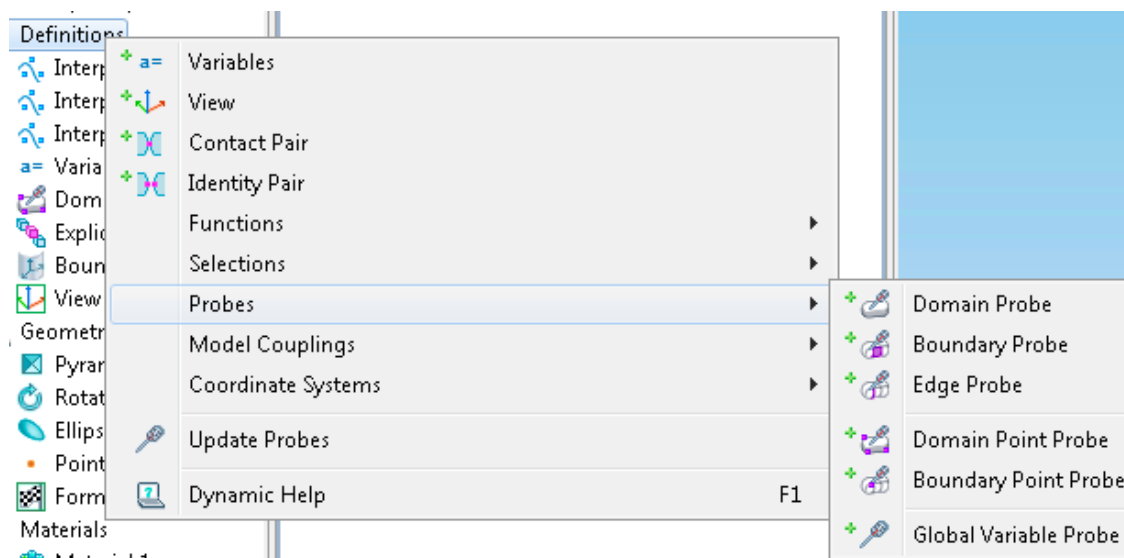 Definitions
Interp
Interp
Interp
a= Varia
Dom
Explic
Boun
View
Geometr
Pyram
Rotat
Ellips
Point
Form
Materials
a= Variables
View
Contact Pair
Identity Pair
Functions
Selections
Probes
Model Couplings
Coordinate Systems
Update Probes
Dynamic Help F1
Domain Probe
Boundary Probe
Edge Probe
Domain Point Probe
Boundary Point Probe
Global Variable Probe